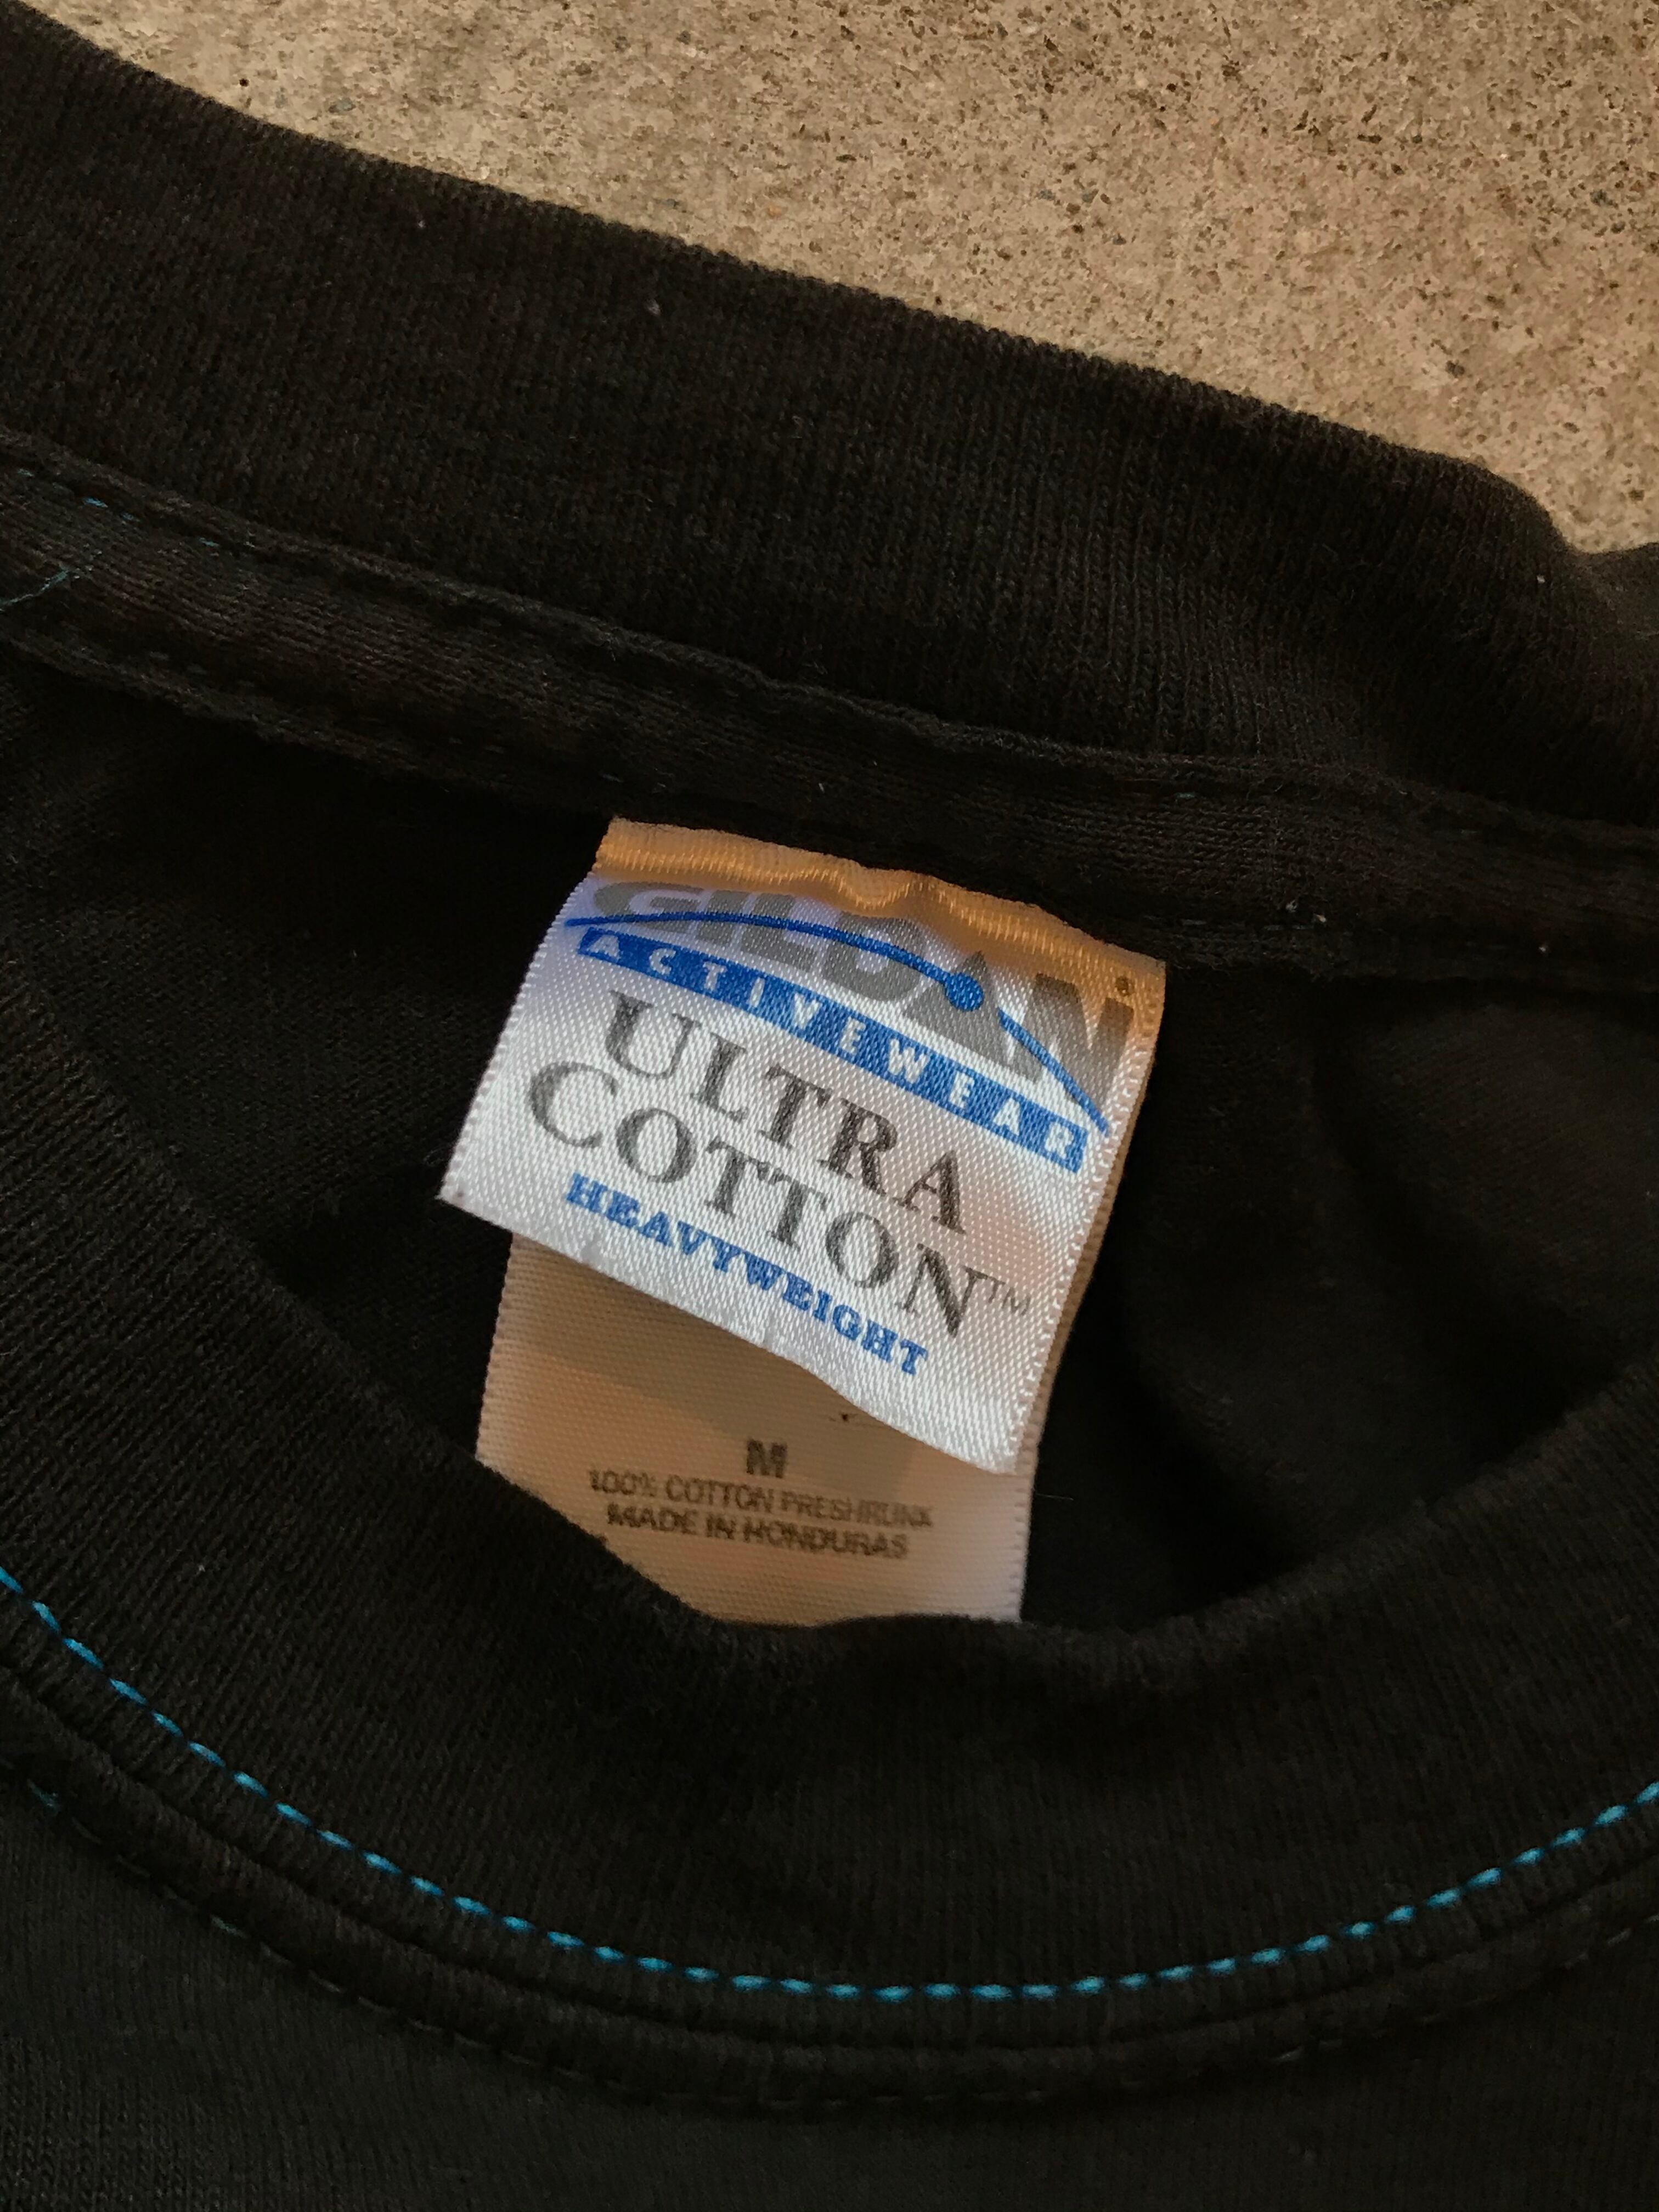 GILDAN
ACTIVEWEAR
ULTRA
COTTON™
HEAVYWEIGHT
M
100% COTTON PRESHRUNK
MADE IN HONDURAS